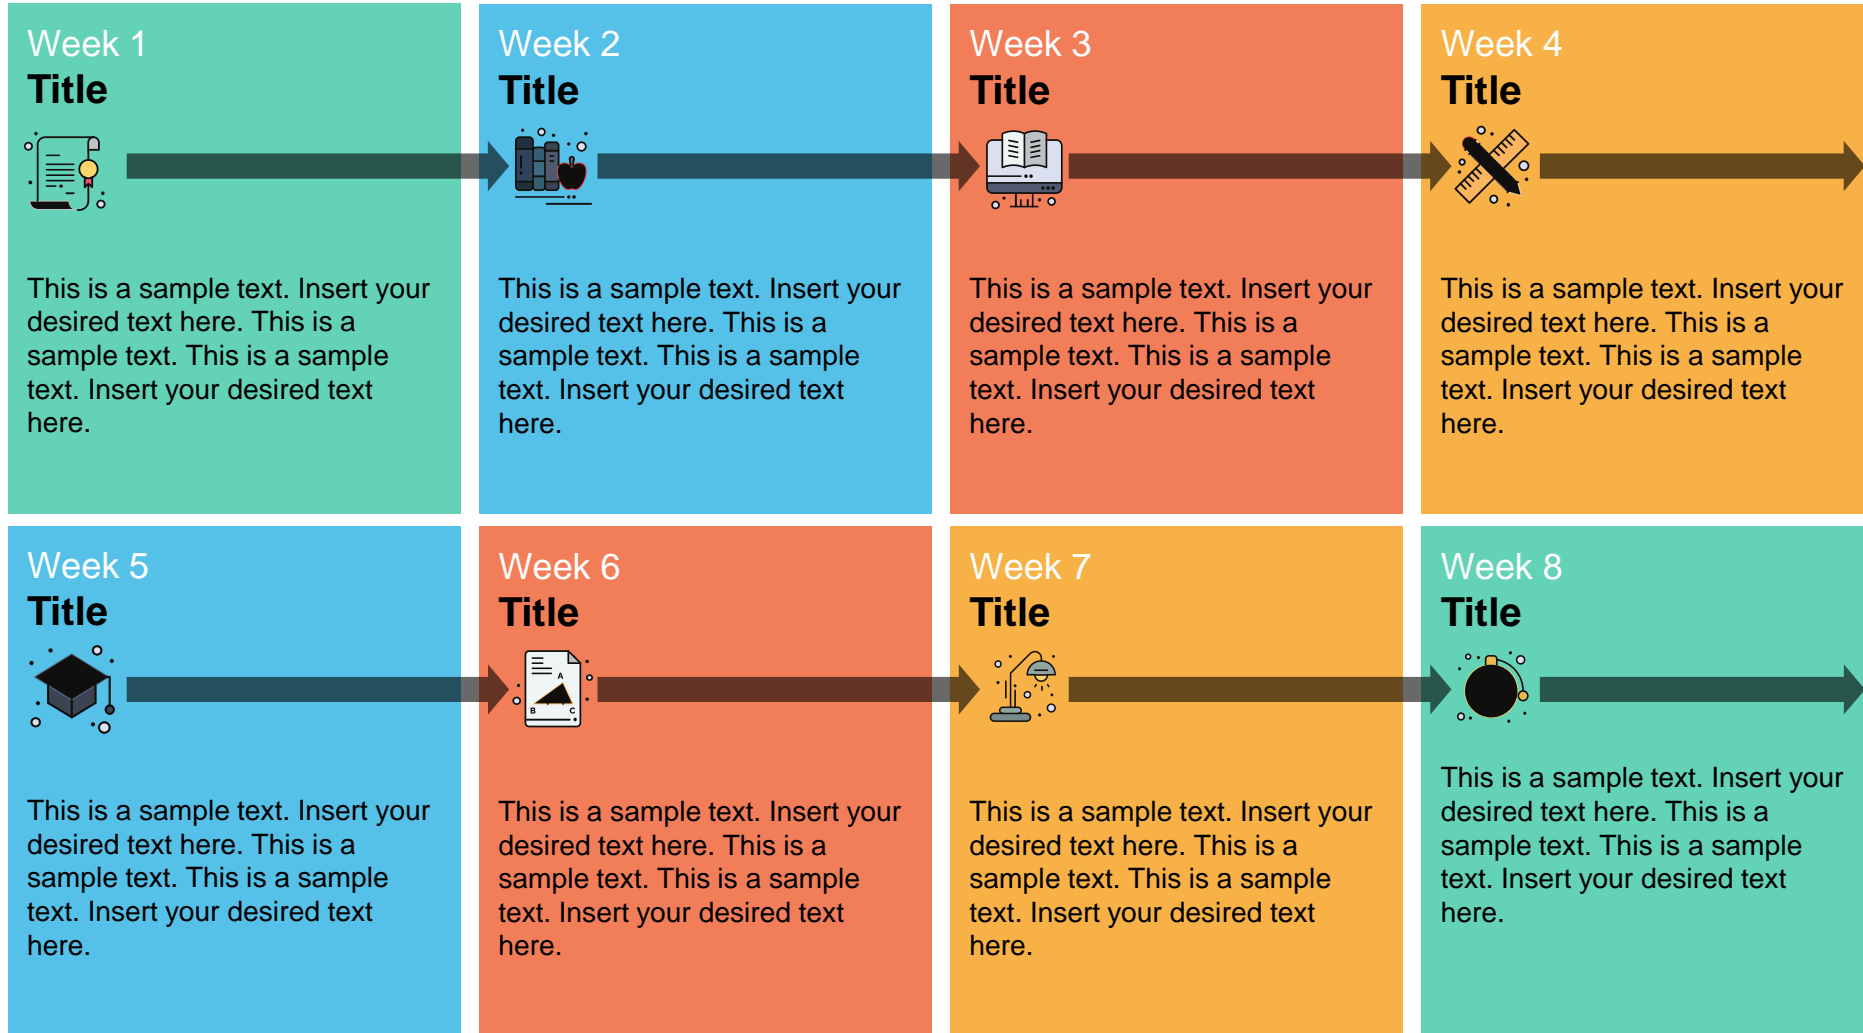 Week 1
Title
This is a sample text. Insert your
desired text here. This is a
sample text. This is a sample
text. Insert your desired text
here.
Week 2
Title
This is a sample text. Insert your
desired text here. This is a
sample text. This is a sample
text. Insert your desired text
here.
Week 3
Title
This is a sample text. Insert your
desired text here. This is a
sample text. This is a sample
text. Insert your desired text
here.
Week 4
Title
This is a sample text. Insert your
desired text here. This is a
sample text. This is a sample
text. Insert your desired text
here.
Week 5
Title
This is a sample text. Insert your
desired text here. This is a
sample text. This is a sample
text. Insert your desired text
here.
Week 6
Title
A
B C
This is a sample text. Insert your
desired text here. This is a
sample text. This is a sample
text. Insert your desired text
here.
Week 7
Title
This is a sample text. Insert your
desired text here. This is a
sample text. This is a sample
text. Insert your desired text
here.
Week 8
Title
This is a sample text. Insert your
desired text here. This is a
sample text. This is a sample
text. Insert your desired text
here.